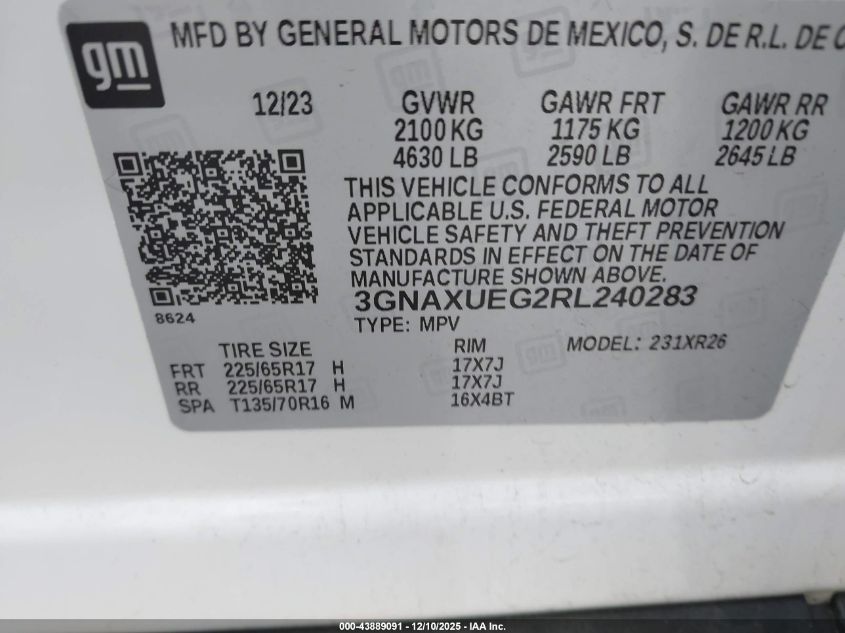 gm
MFD BY GENERAL MOTORS DE MEXICO, S. DE R.L. DE
12/23 GVWR GAWR FRT GAWR RR
2100 KG 1175 KG 1200 KG
4630 LB 2590 LB 2645 LB
THIS VEHICLE CONFORMS TO ALL
APPLICABLE U.S. FEDERAL MOTOR
VEHICLE SAFETY AND THEFT PREVENTION
STANDARDS IN EFFECT ON THE DATE OF
MANUFACTURE SHOWN ABOVE.
3GNAXUEG2RL240283
8624
TYPE: MPV
TIRE SIZE RIM MODEL: 231XR26
FRT 225/65R17 H 17X7J
RR 225/65R17 H 17X7J
SPA T135/70R16 M 16X4BT
000-43889091 - 12/10/2025 - IAA Inc.